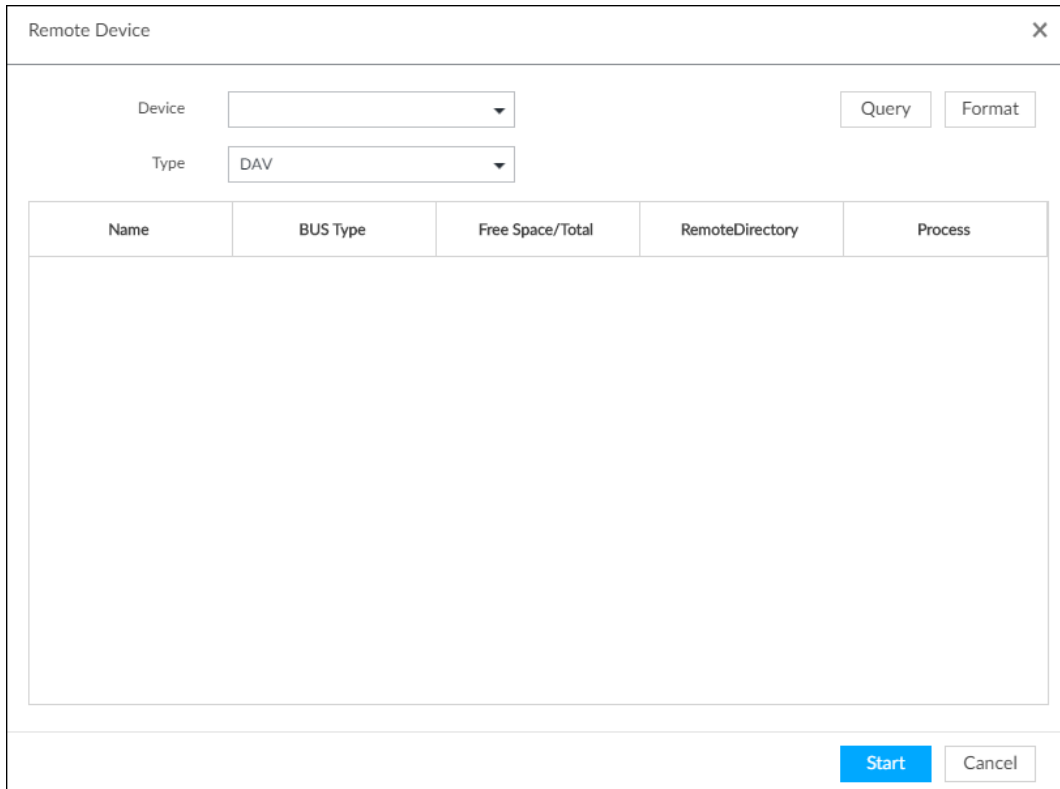 Remote Device
Device
Query Format
Type DAV
Name BUS Type Free Space/Total RemoteDirectory Process
Start Cancel